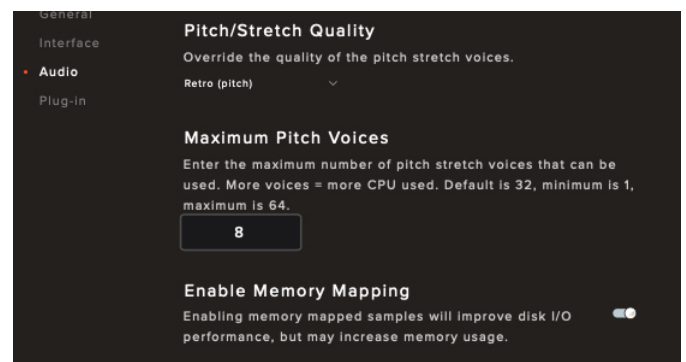 General
Interface
Audio
Plug-in
Pitch/Stretch Quality
Override the quality of the pitch stretch voices.
Retro (pitch)
Maximum Pitch Voices
Enter the maximum number of pitch stretch voices that can be
used. More voices = more CPU used. Default is 32, minimum is 1,
maximum is 64.
8
Enable Memory Mapping
Enabling memory mapped samples will improve disk I/O
performance, but may increase memory usage.